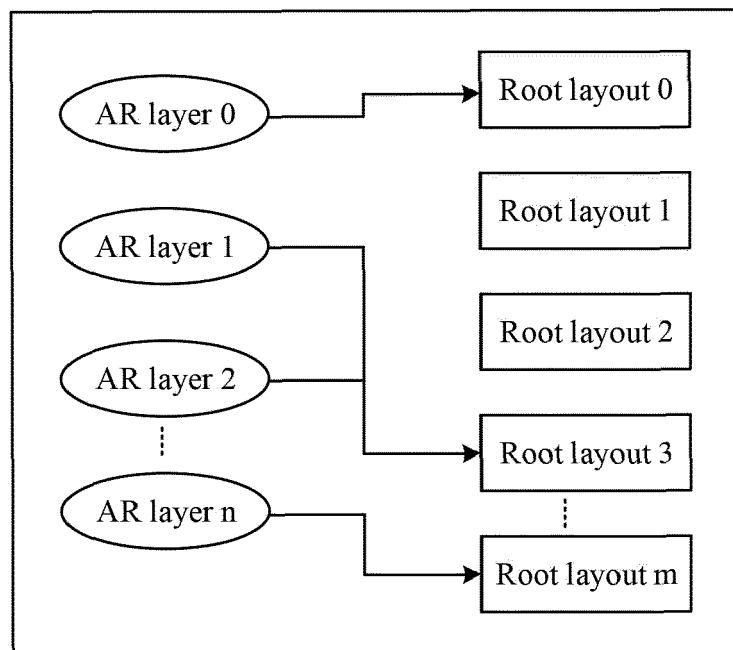 AR layer 0
Root layout 0
AR layer 1
Root layout 1
AR layer 2
Root layout 2
Root layout 3
AR layer n
Root layout m